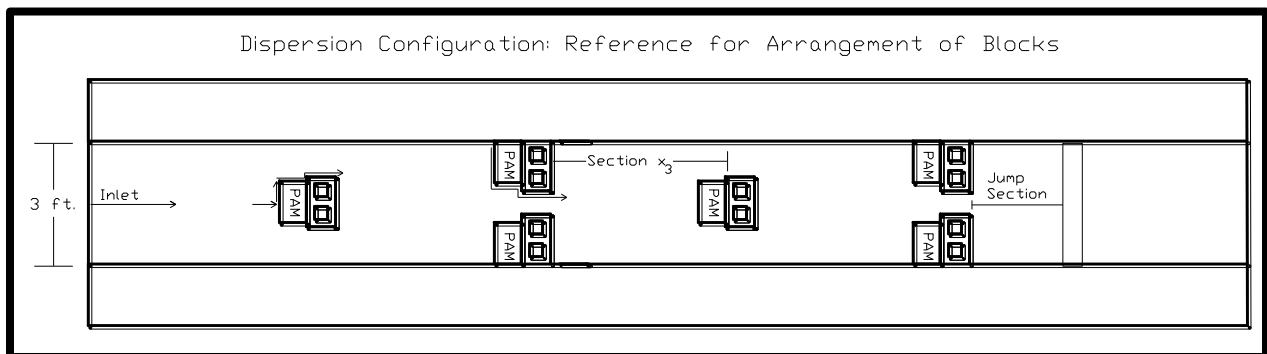 Dispersion Configuration: Reference for Arrangement of Blocks
PAM
PAM
Section x3
Inlet
PAM
PAM
Jump
Section
3 ft.
PAM
PAM